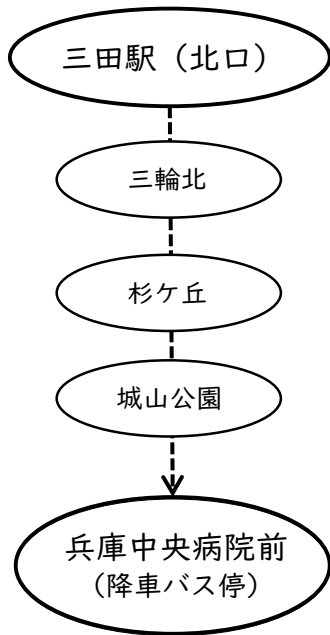 三田駅（北口）
三輪北
杉ケ丘
城山公園
兵庫中央病院前
（降車バス停）